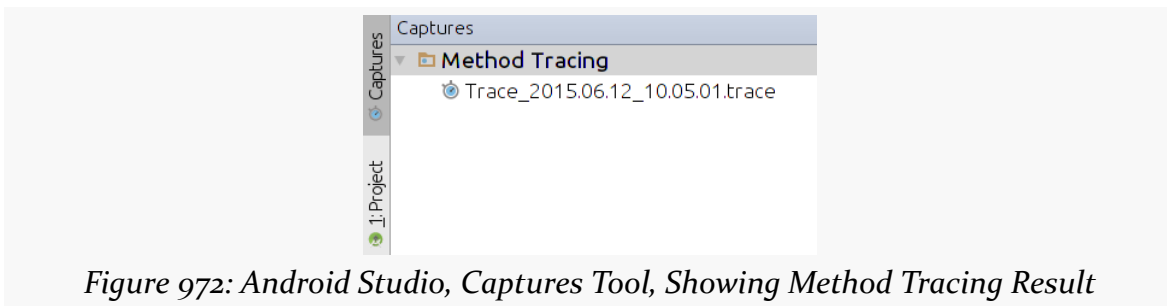 Captures
Captures
Method Tracing
Trace_2015.06.12_10.05.01.trace
1: Project
Figure 972: Android Studio, Captures Tool, Showing Method Tracing Result